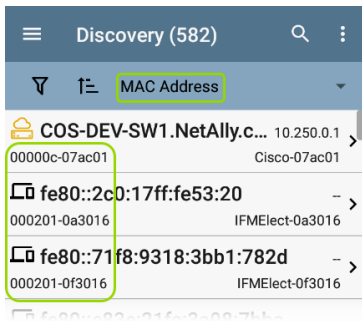 Discovery (582)
MAC Address
COS-DEV-SW1.NetAlly.c... 10.250.0.1
00000c-07ac01 Cisco-07ac01
fe80::2c0:17ff:fe53:20 --
000201-0a3016 IFMElect-0a3016
fe80::71f8:9318:3bb1:782d --
000201-0f3016 IFMElect-0f3016